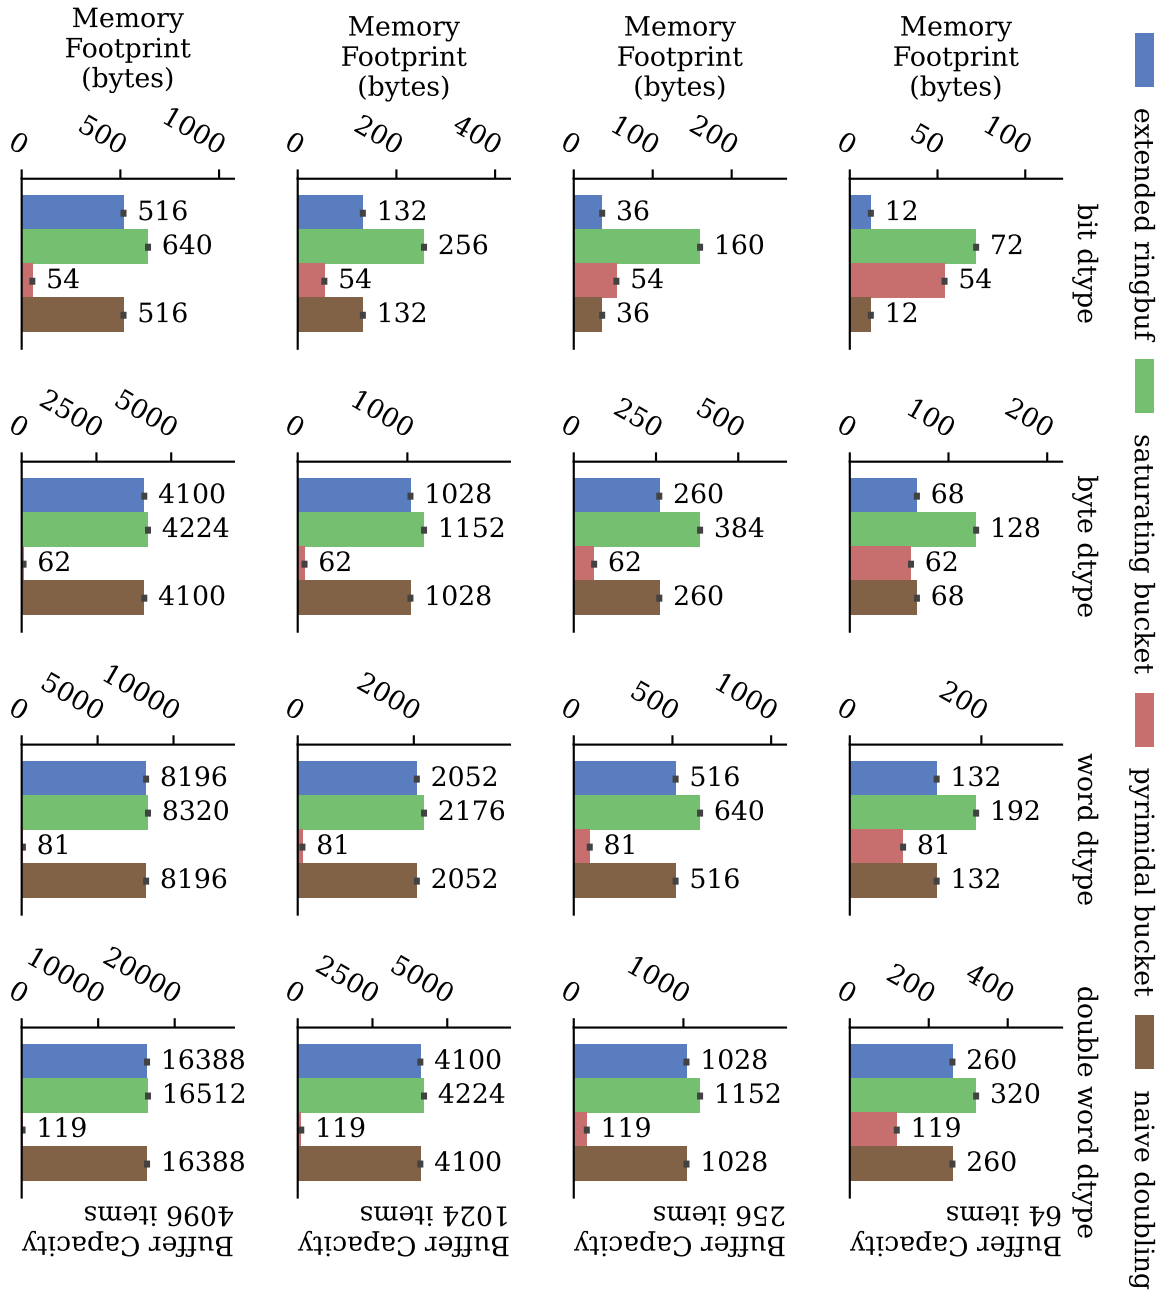 Memory
Footprint
(bytes)
Memory
Footprint
(bytes)
Memory
Footprint
(bytes)
Memory
Footprint
(bytes)
0 500 1000
0 200 400
0 100 200
0 50 100
516
640
54
516
132
256
54
132
36
160
54
36
12
72
54
12
bit dtype
0 2500 5000
0 1000
0 250 500
0 100 200
4100
4224
62
4100
1028
1152
62
1028
260
384
62
260
68
128
62
68
byte dtype
0 5000 10000
0 2000
0 500 1000
0 200
8196
8320
81
8196
2052
2176
81
2052
516
640
81
516
132
192
81
132
word dtype
0 10000 20000
0 2500 5000
0 1000
0 200 400
16388
16512
119
16388
4100
4224
119
4100
1028
1152
119
1028
260
320
119
260
double word dtype
Buffer Capacity
4096 items
Buffer Capacity
1024 items
Buffer Capacity
256 items
Buffer Capacity
64 items
extended ringbuf
saturating bucket
pyrimidal bucket
naive doubling